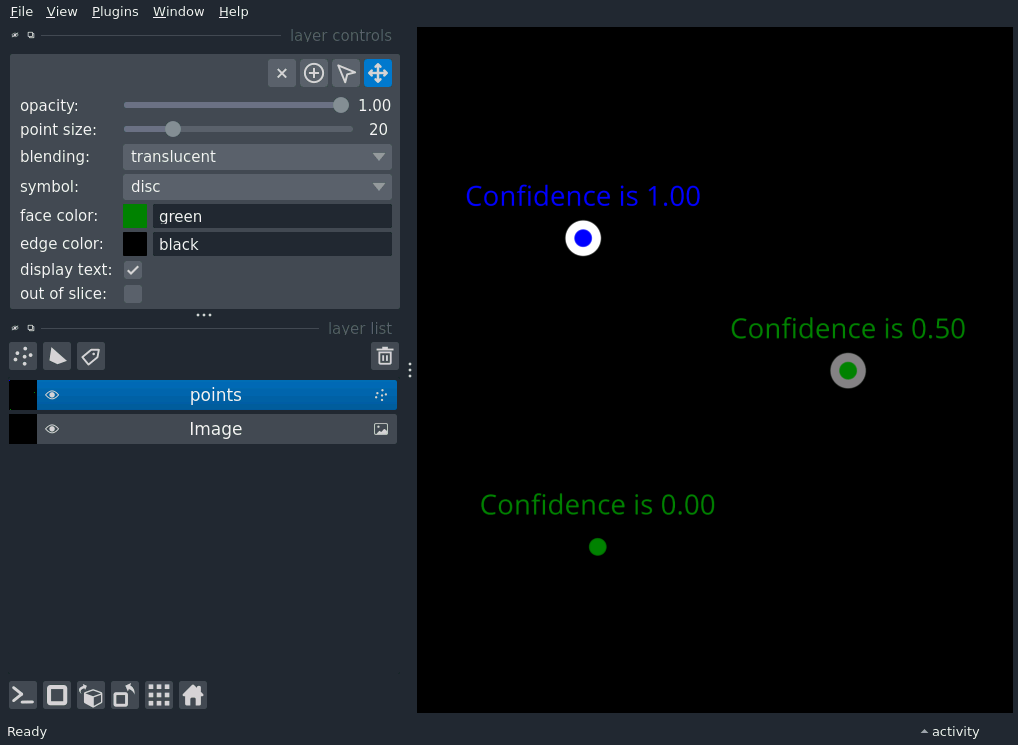 File View Plugins Window Help
layer controls
opacity: 1.00
point size: 20
blending: translucent
symbol: disc
face color: green
edge color: black
display text:
out of slice:
layer list
points
Image
Confidence is 1.00
Confidence is 0.50
Confidence is 0.00
Ready
activity